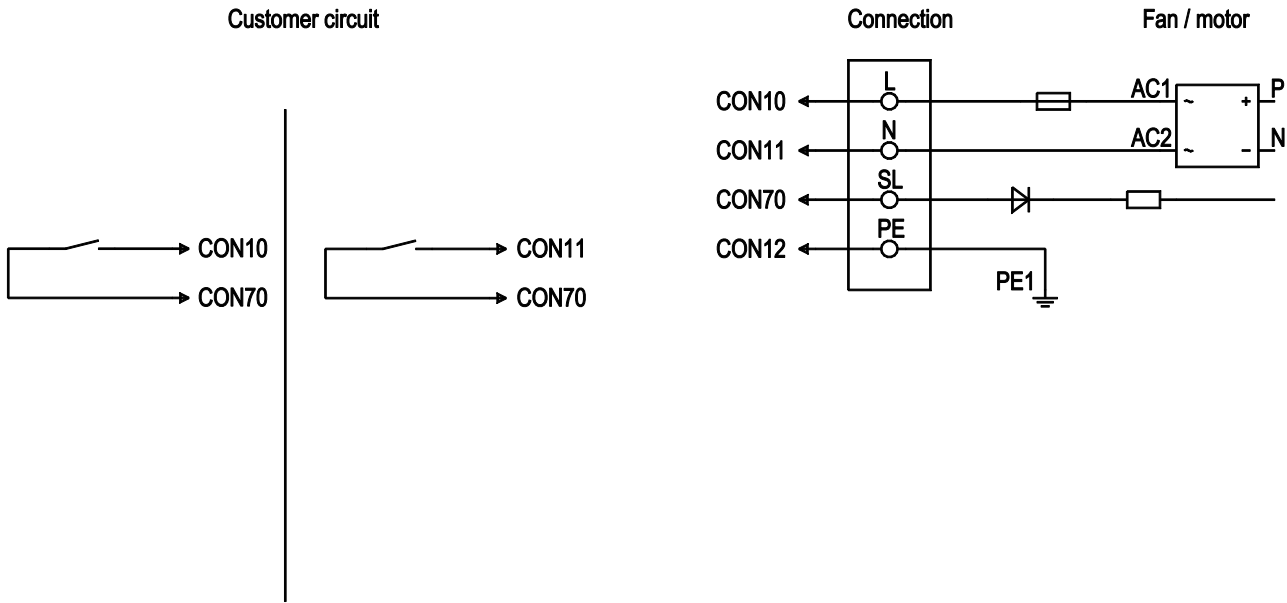 Customer circuit
Connection
Fan / motor
CON10
CON70
CON11
CON70
CON10
L
AC1
~
+
P
CON11
N
AC2
~
−
N
CON70
SL
CON12
PE
PE1